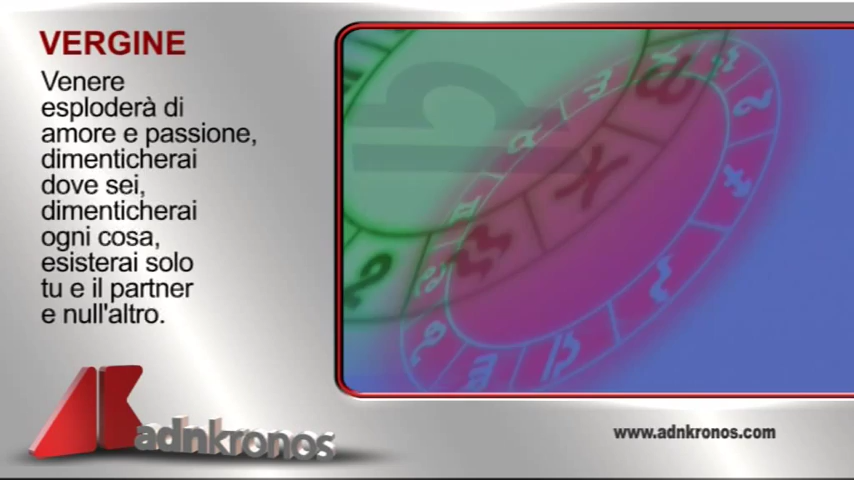 VERGINE
Venere
esploderà di
amore e passione,
dimenticherai
dove sei,
dimenticherai
ogni cosa,
esisterai solo
tu e il partner
e null'altro.
adnkronos
www.adnkronos.com